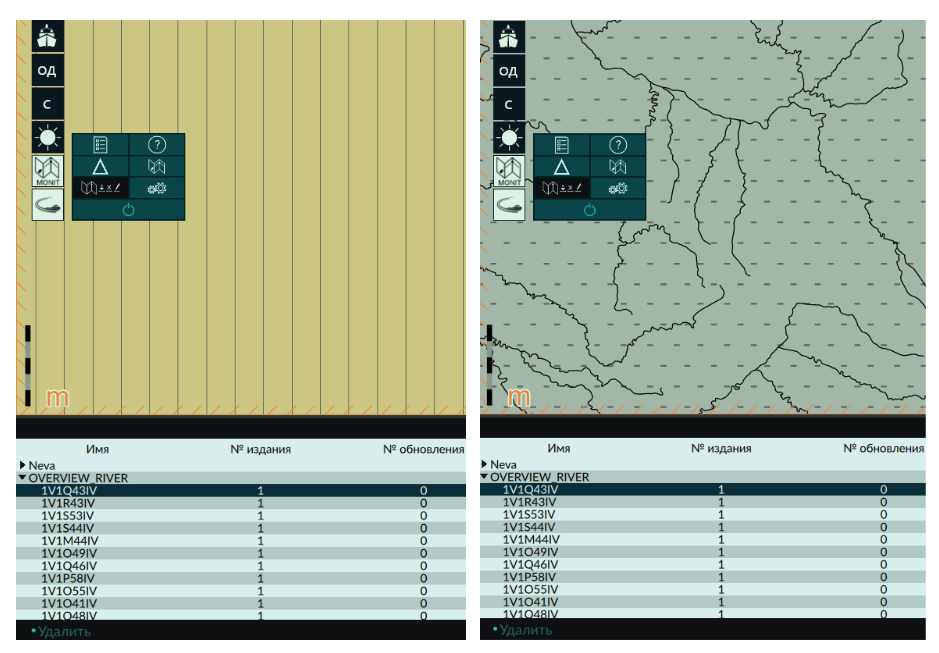 ОД
С
?
MONIT
m
Имя № издания № обновления
Neva
OVERVIEW_RIVER
1V1Q43IV 1 0
1V1R43IV 1 0
1V1S53IV 1 0
1V1S44IV 1 0
1V1M44IV 1 0
1V1O49IV 1 0
1V1Q46IV 1 0
1V1P58IV 1 0
1V1O55IV 1 0
1V1O41IV 1 0
1V1O48IV 1 0
•Удалить
ОД
С
?
MONIT
m
Имя № издания № обновления
Neva
OVERVIEW_RIVER
1V1Q43IV 1 0
1V1R43IV 1 0
1V1S53IV 1 0
1V1S44IV 1 0
1V1M44IV 1 0
1V1O49IV 1 0
1V1Q46IV 1 0
1V1P58IV 1 0
1V1O55IV 1 0
1V1O41IV 1 0
1V1O48IV 1 0
•Удалить